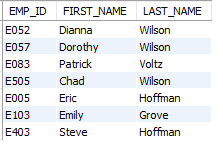 EMP_ID FIRST_NAME LAST_NAME
E052 Dianna Wilson
E057 Dorothy Wilson
E083 Patrick Voltz
E505 Chad Wilson
E005 Eric Hoffman
E103 Emily Grove
E403 Steve Hoffman